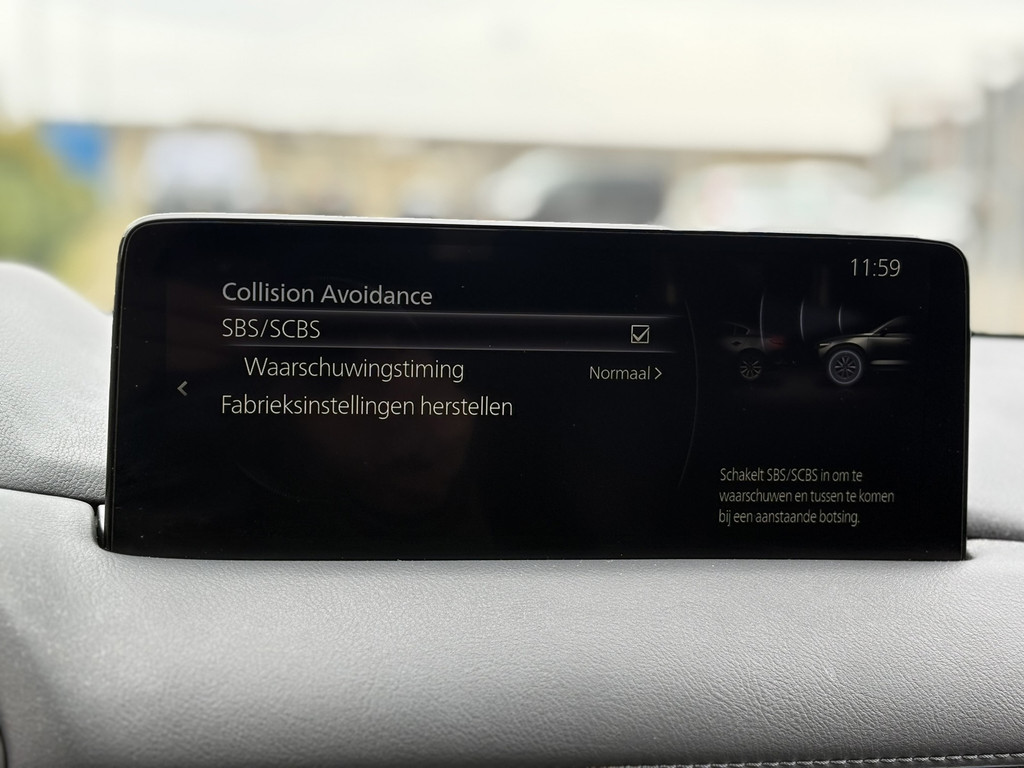 11:59
Collision Avoidance
SBS/SCBS
Waarschuwingstiming Normaal >
Fabrieksinstellingen herstellen
Schakelt SBS/SCBS in om te
waarschuwen en tussen te komen
bij een aanstaande botsing.